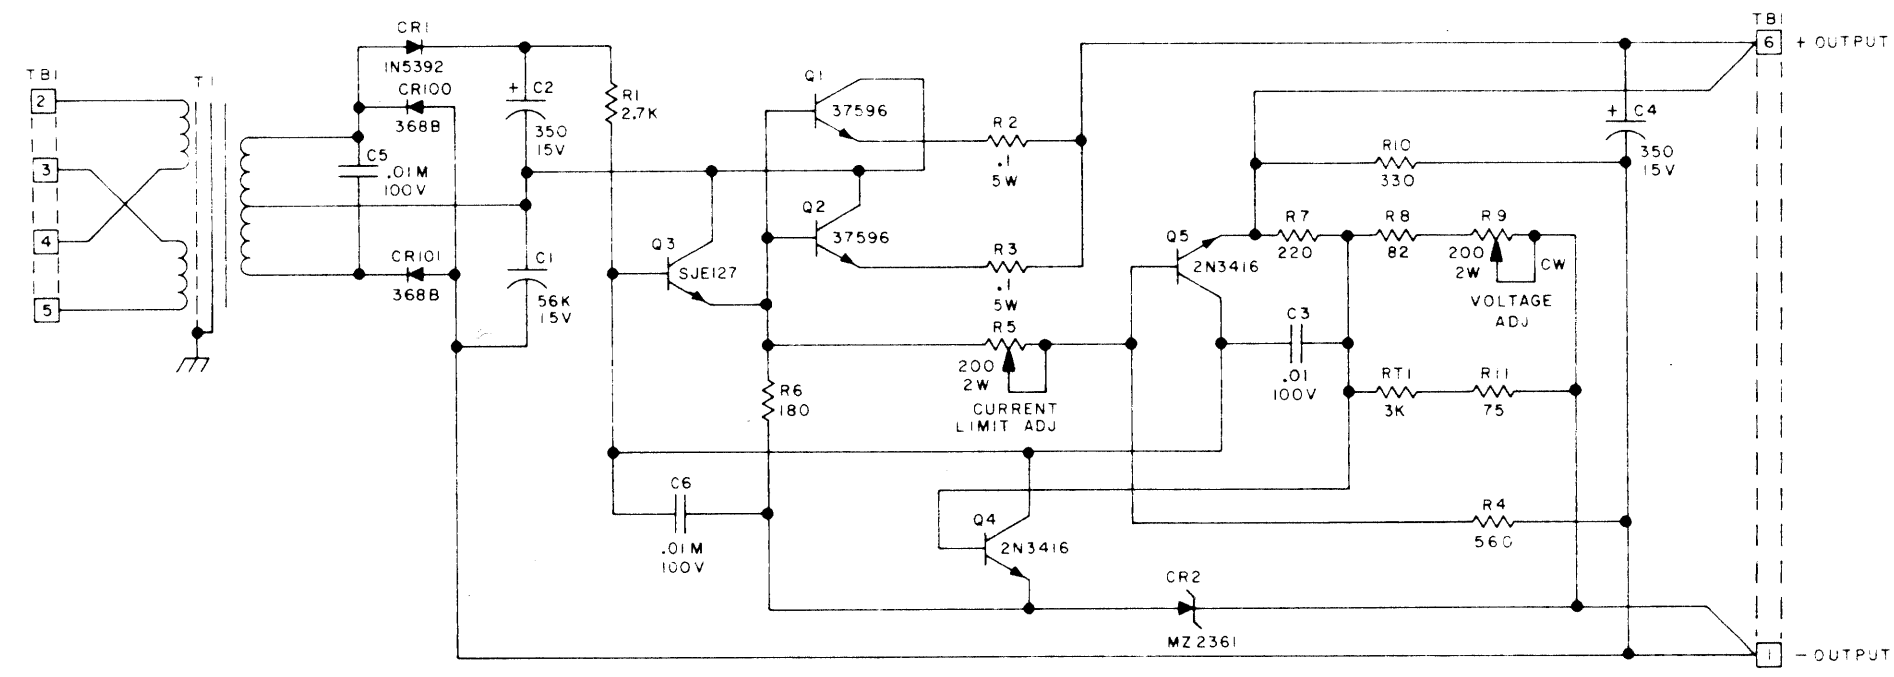 TB1
2
3
4
5
T1
CR1
1N5392
CR100
368B
C5
.01M
100V
CR101
368B
+ C2
350
15V
C1
56K
15V
R1
2.7K
Q1
37596
Q2
37596
Q3
SJE127
R2
.1
5W
R3
.1
5W
R5
200
2W
CURRENT
LIMIT ADJ
R6
180
C6
.01M
100V
Q4
2N3416
Q5
2N3416
CR2
MZ2361
R10
330
R7
220
R8
82
R9
200
2W
CW
VOLTAGE
ADJ
C3
.01
100V
RT1
3K
R11
75
R4
560
+ C4
350
15V
TB1
6 + OUTPUT
1 - OUTPUT